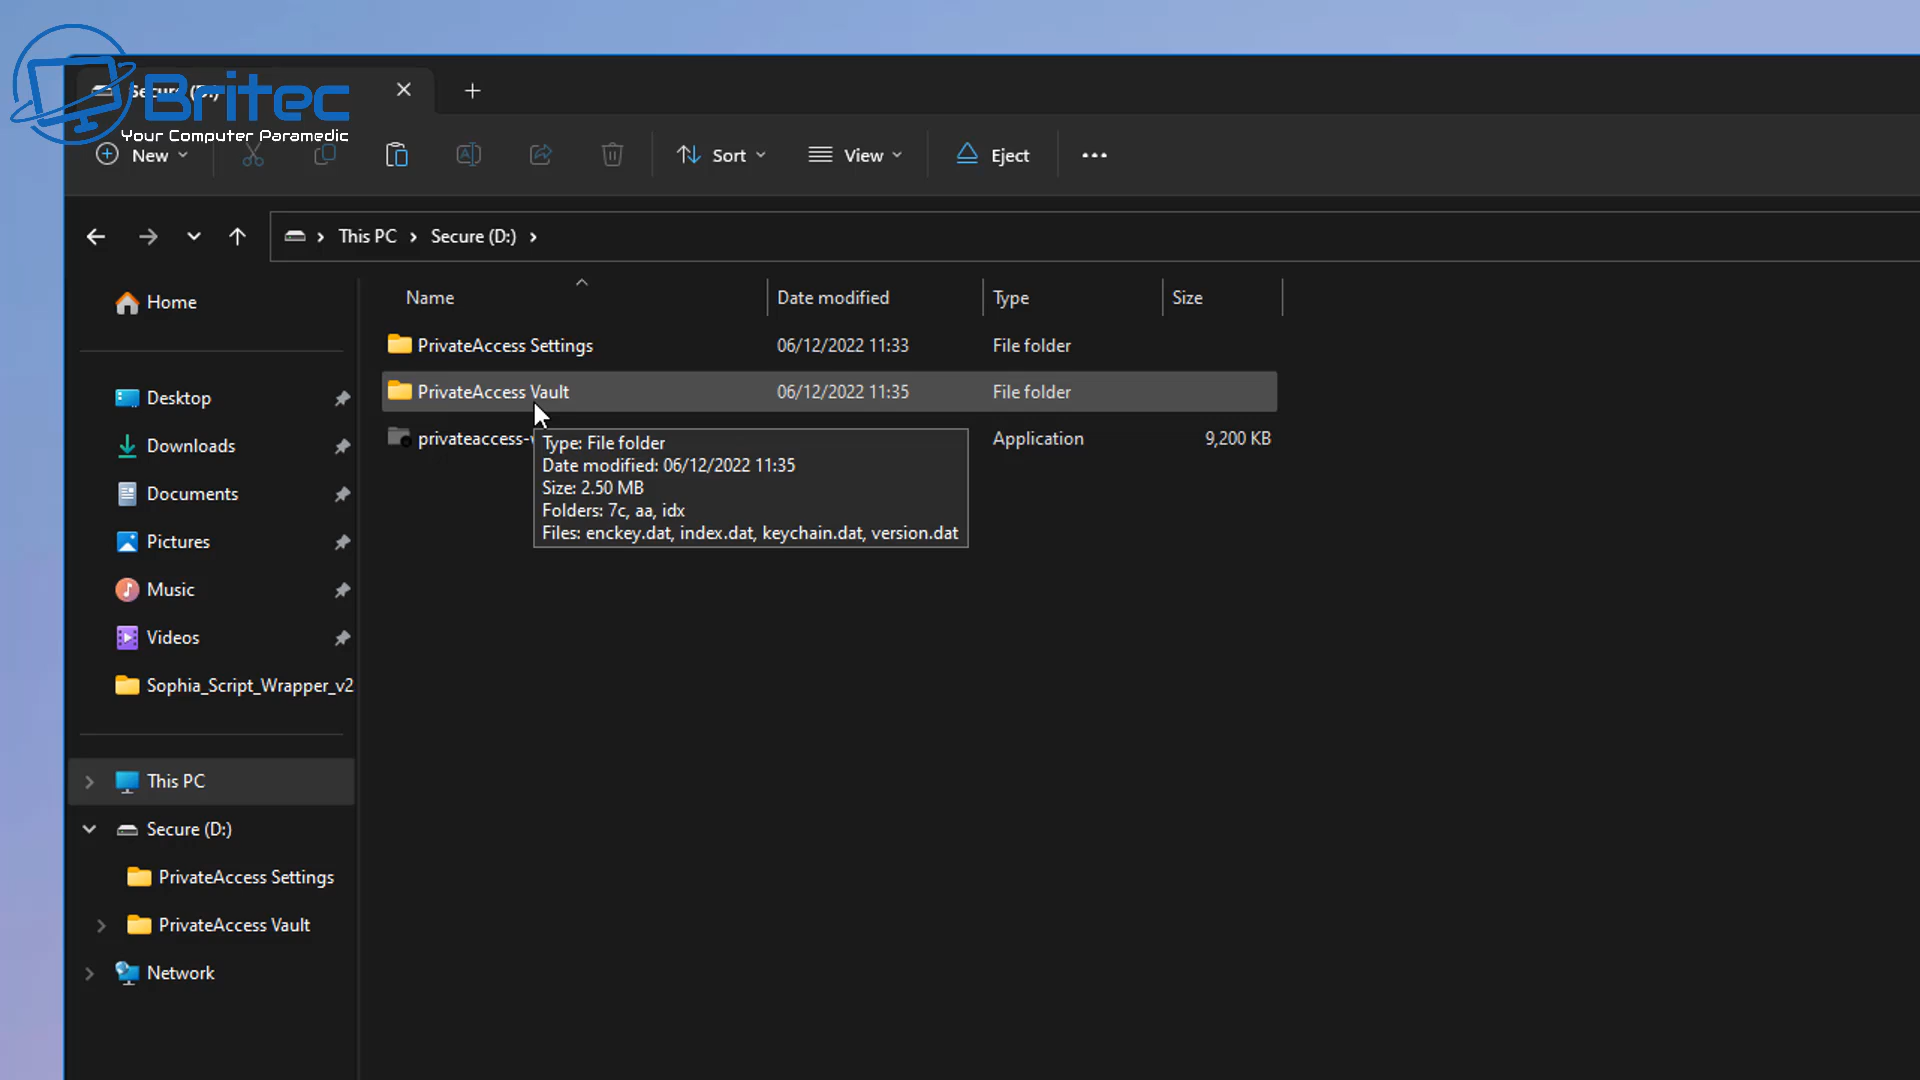 Secure (D:)
Britec
Your Computer Paramedic
New
Sort
View
Eject
This PC
Secure (D:)
Name
Date modified
Type
Size
PrivateAccess Settings
06/12/2022 11:33
File folder
PrivateAccess Vault
06/12/2022 11:35
File folder
privateaccess-
Application
9,200 KB
Type: File folder
Date modified: 06/12/2022 11:35
Size: 2.50 MB
Folders: 7c, aa, idx
Files: enckey.dat, index.dat, keychain.dat, version.dat
Home
Desktop
Downloads
Documents
Pictures
Music
Videos
Sophia_Script_Wrapper_v2
This PC
Secure (D:)
PrivateAccess Settings
PrivateAccess Vault
Network